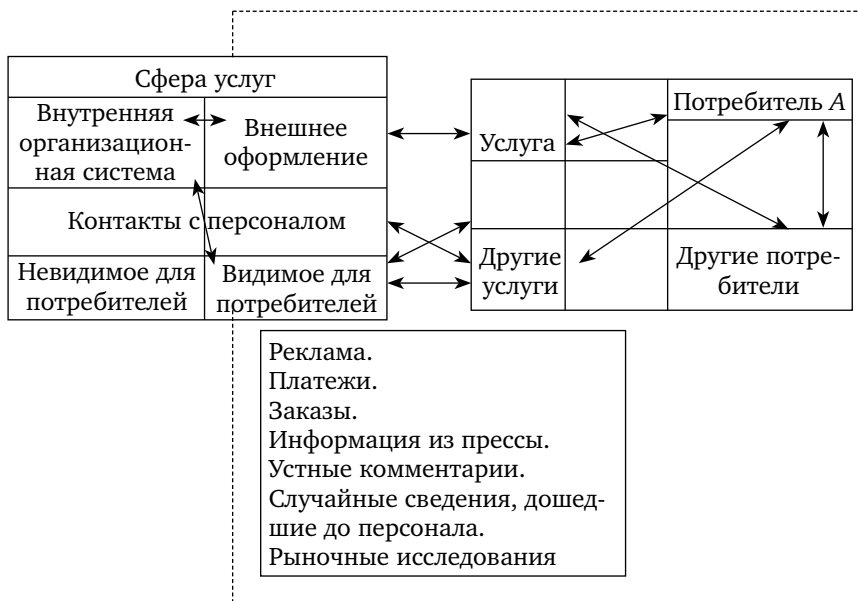 Сфера услуг
Внутренняя
организацион-
ная система
Внешнее
оформление
Контакты с персоналом
Невидимое для
потребителей
Видимое для
потребителей
Услуга
Потребитель А
Другие
услуги
Другие потре-
бители
Реклама.
Платежи.
Заказы.
Информация из прессы.
Устные комментарии.
Случайные сведения, дошед-
шие до персонала.
Рыночные исследования